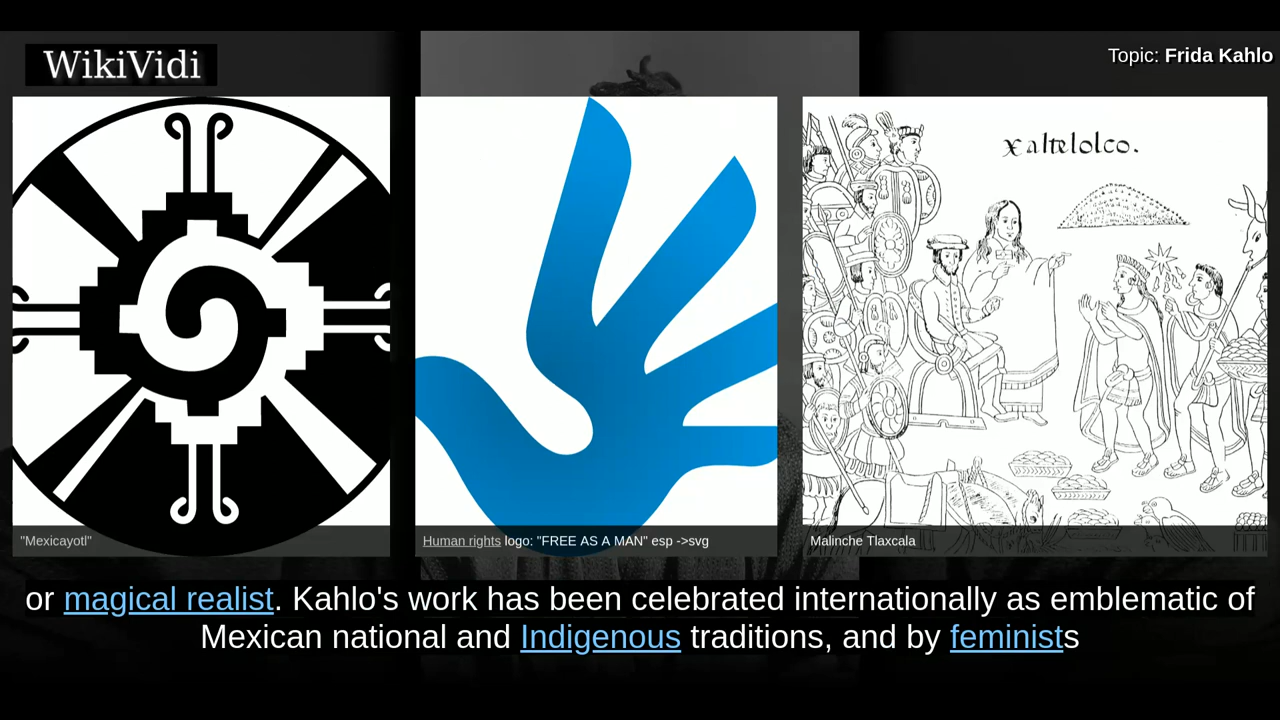 WikiVidi
Topic: Frida Kahlo
xaltelolco.
"Mexicayotl"
Human rights logo: "FREE AS A MAN" esp ->svg
Malinche Tlaxcala
or magical realist. Kahlo's work has been celebrated internationally as emblematic of
Mexican national and Indigenous traditions, and by feminists